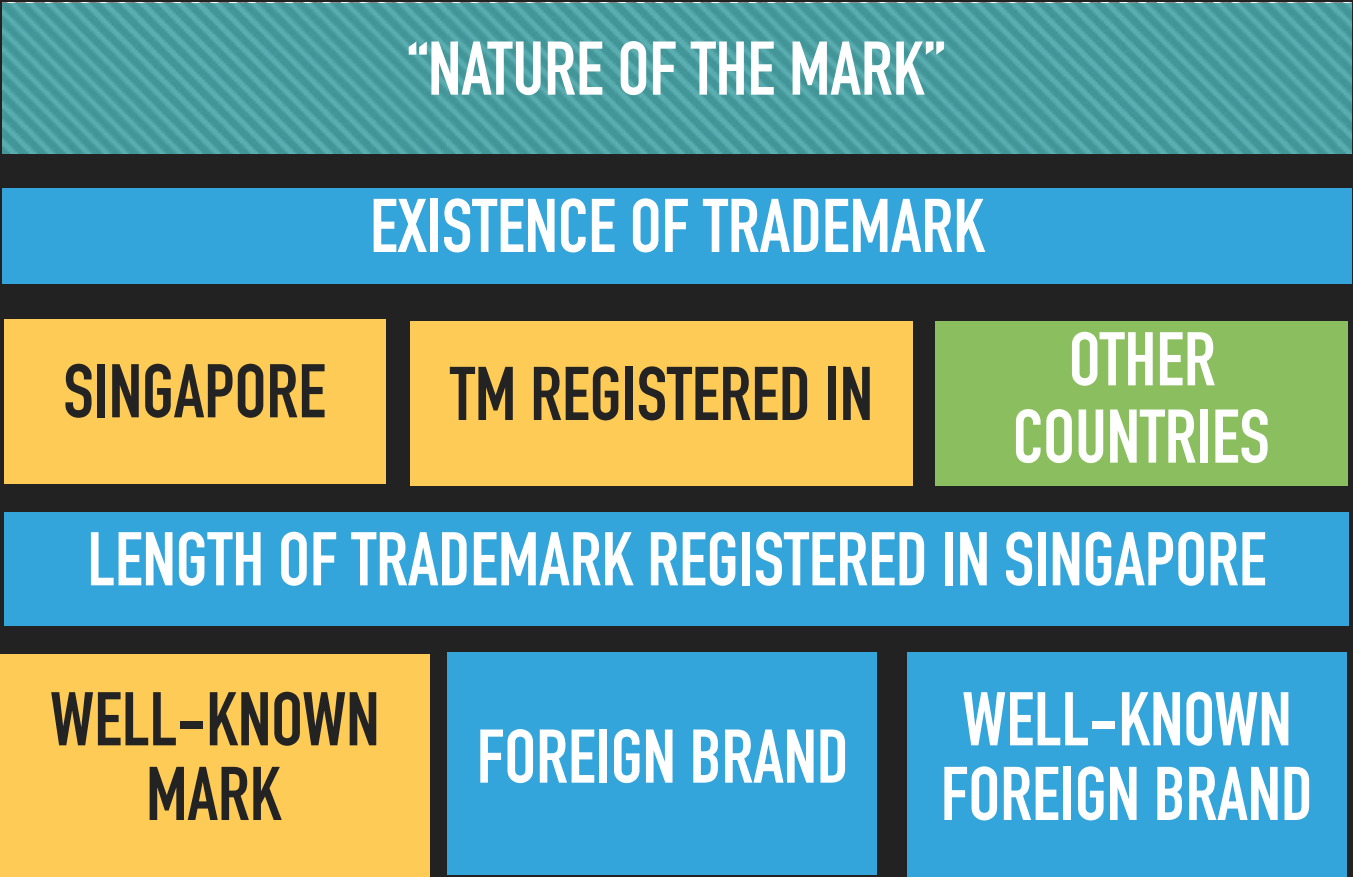 “NATURE OF THE MARK”
EXISTENCE OF TRADEMARK
SINGAPORE
TM REGISTERED IN
OTHER
COUNTRIES
LENGTH OF TRADEMARK REGISTERED IN SINGAPORE
WELL-KNOWN
MARK
FOREIGN BRAND
WELL-KNOWN
FOREIGN BRAND